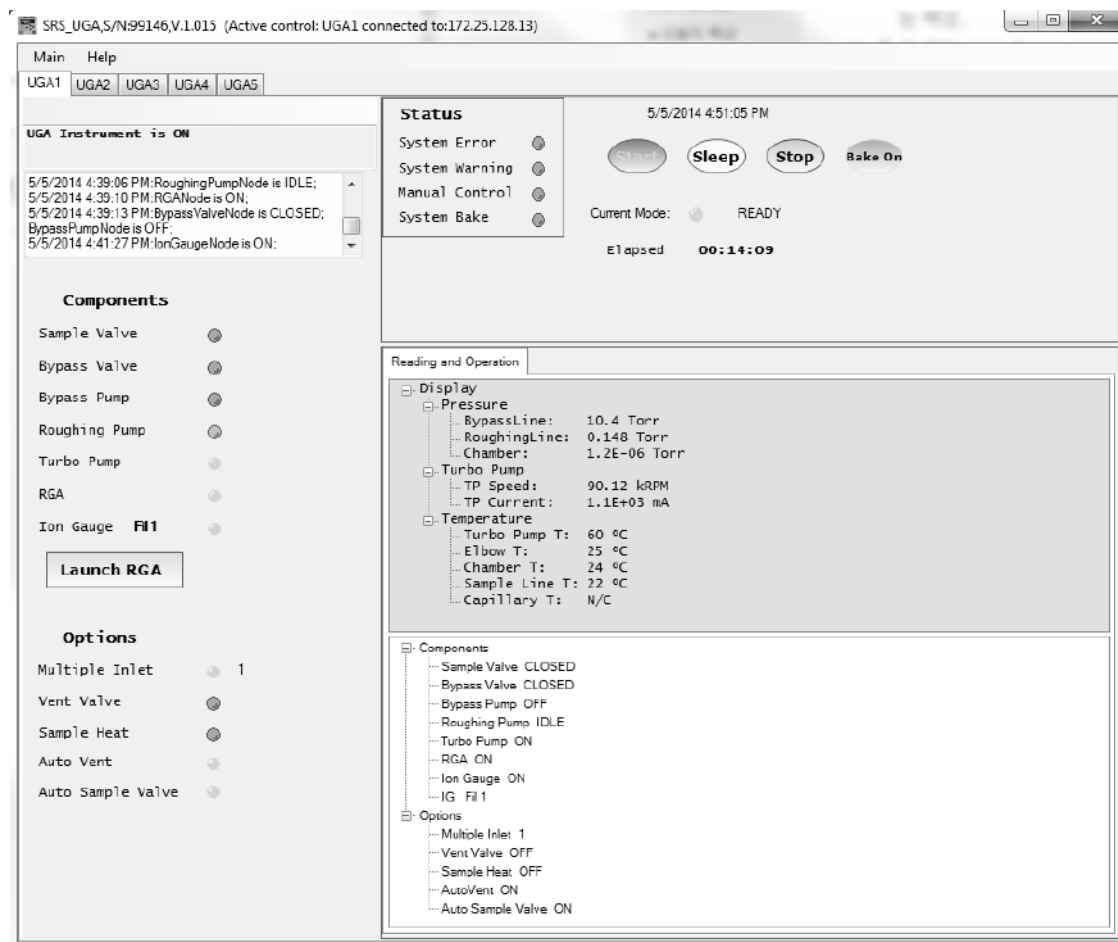 SRS_UGA,S/N:99146,V.1.015 (Active control: UGA1 connected to:172.25.128.13)
Main Help
UGA1 UGA2 UGA3 UGA4 UGA5
UGA Instrument is ON
5/5/2014 4:39:06 PM:RoughingPumpNode is IDLE;
5/5/2014 4:39:10 PM:RGANode is ON;
5/5/2014 4:39:13 PM:BypassValveNode is CLOSED;
BypassPumpNode is OFF;
5/5/2014 4:41:27 PM:IonGaugeNode is ON;
Components
Sample Valve
Bypass Valve
Bypass Pump
Roughing Pump
Turbo Pump
RGA
Ion Gauge Fil1
Launch RGA
Options
Multiple Inlet 1
Vent Valve
Sample Heat
Auto Vent
Auto Sample Valve
Status
System Error
System Warning
Manual Control
System Bake
5/5/2014 4:51:05 PM
Start Sleep Stop Bake On
Current Mode: READY
Elapsed 00:14:09
Reading and Operation
Display
Pressure
BypassLine: 10.4 Torr
RoughingLine: 0.148 Torr
Chamber: 1.2E-06 Torr
Turbo Pump
TP Speed: 90.12 kRPM
TP Current: 1.1E+03 mA
Temperature
Turbo Pump T: 60 ºC
Elbow T: 25 ºC
Chamber T: 24 ºC
Sample Line T: 22 ºC
Capillary T: N/C
Components
Sample Valve CLOSED
Bypass Valve CLOSED
Bypass Pump OFF
Roughing Pump IDLE
Turbo Pump ON
RGA ON
Ion Gauge ON
IG Fil 1
Options
Multiple Inlet 1
Vent Valve OFF
Sample Heat OFF
AutoVent ON
Auto Sample Valve ON